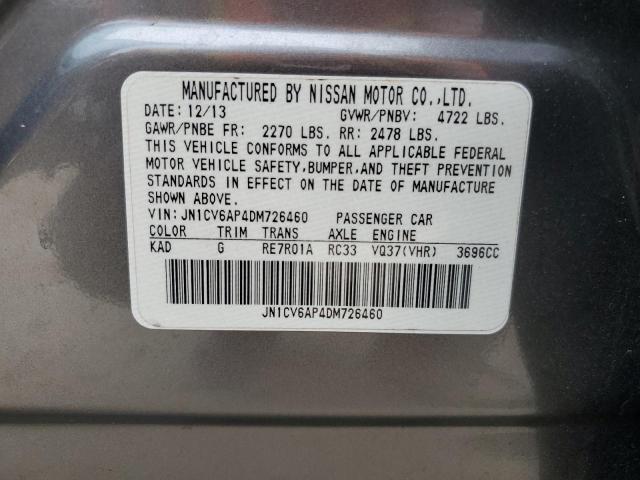 MANUFACTURED BY NISSAN MOTOR CO.,LTD.
DATE: 12/13 GVWR/PNBV: 4722 LBS.
GAWR/PNBE FR: 2270 LBS. RR: 2478 LBS.
THIS VEHICLE CONFORMS TO ALL APPLICABLE FEDERAL
MOTOR VEHICLE SAFETY,BUMPER,AND THEFT PREVENTION
STANDARDS IN EFFECT ON THE DATE OF MANUFACTURE
SHOWN ABOVE.
VIN: JN1CV6AP4DM726460 PASSENGER CAR
COLOR TRIM TRANS AXLE ENGINE
KAD G RE7R01A RC33 VQ37(VHR) 3696CC
JN1CV6AP4DM726460